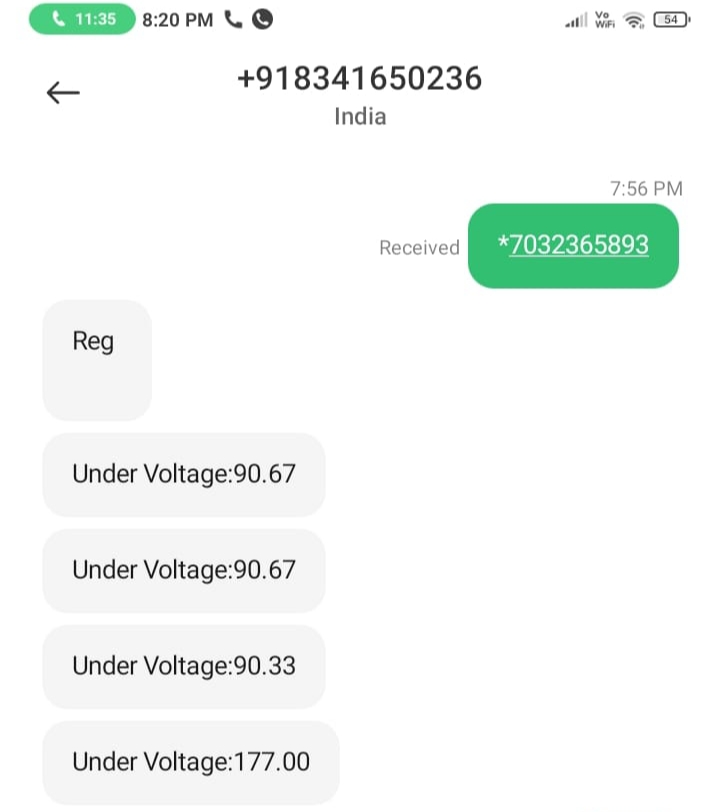 11:35 8:20 PM Vo WiFi 54
+918341650236
India
7:56 PM
Received *7032365893
Reg
Under Voltage:90.67
Under Voltage:90.67
Under Voltage:90.33
Under Voltage:177.00